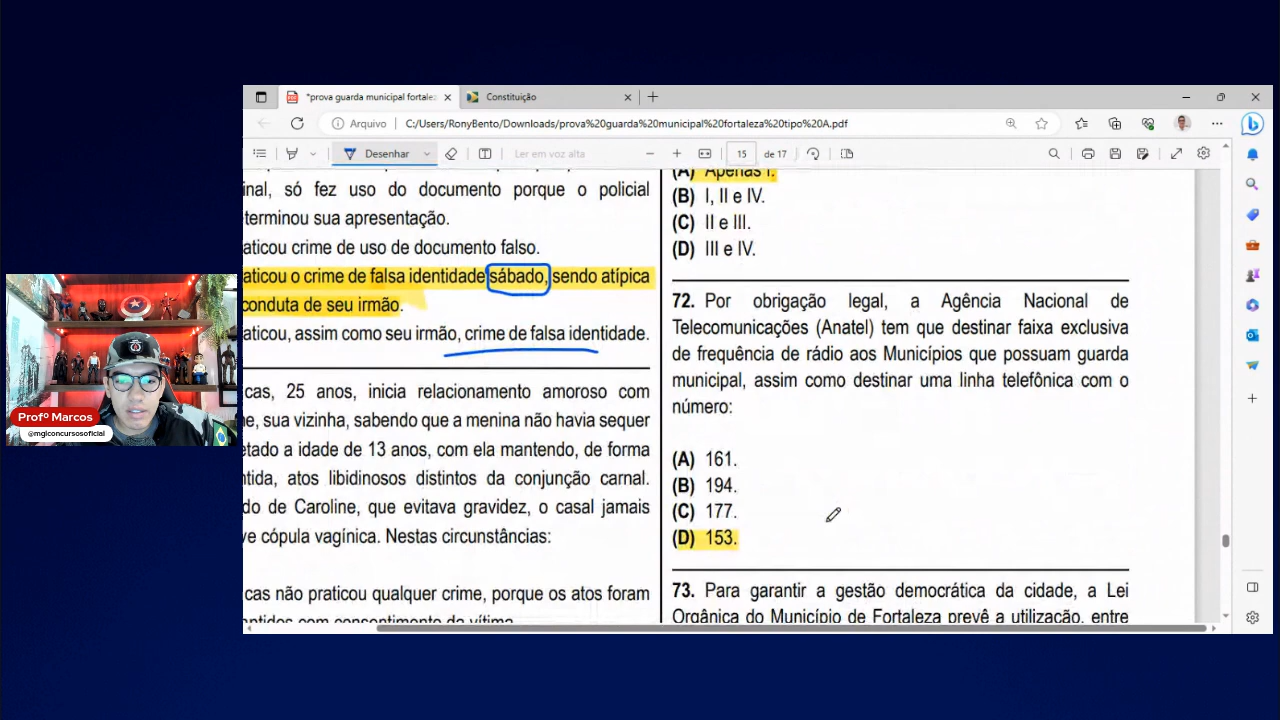 *prova guarda municipal fortalez
Constituição
Arquivo
C:/Users/RonyBento/Downloads/prova%20guarda%20municipal%20fortaleza%20tipo%20A.pdf
Desenhar
Ler em voz alta
15
de 17
inal, só fez uso do documento porque o policial
terminou sua apresentação.
aticou crime de uso de documento falso.
aticou o crime de falsa identidade sábado, sendo atípica
conduta de seu irmão.
aticou, assim como seu irmão, crime de falsa identidade.
cas, 25 anos, inicia relacionamento amoroso com
ne, sua vizinha, sabendo que a menina não havia sequer
etado a idade de 13 anos, com ela mantendo, de forma
ntida, atos libidinosos distintos da conjunção carnal.
do de Caroline, que evitava gravidez, o casal jamais
ve cópula vagínica. Nestas circunstâncias:
cas não praticou qualquer crime, porque os atos foram
antidos com consentimento da vítima
(A) Apenas I.
(B) I, II e IV.
(C) II e III.
(D) III e IV.
72. Por obrigação legal, a Agência Nacional de
Telecomunicações (Anatel) tem que destinar faixa exclusiva
de frequência de rádio aos Municípios que possuam guarda
municipal, assim como destinar uma linha telefônica com o
número:
(A) 161.
(B) 194.
(C) 177.
(D) 153.
73. Para garantir a gestão democrática da cidade, a Lei
Orgânica do Município de Fortaleza prevê a utilização, entre
Profº Marcos
@mglconcursosoficial